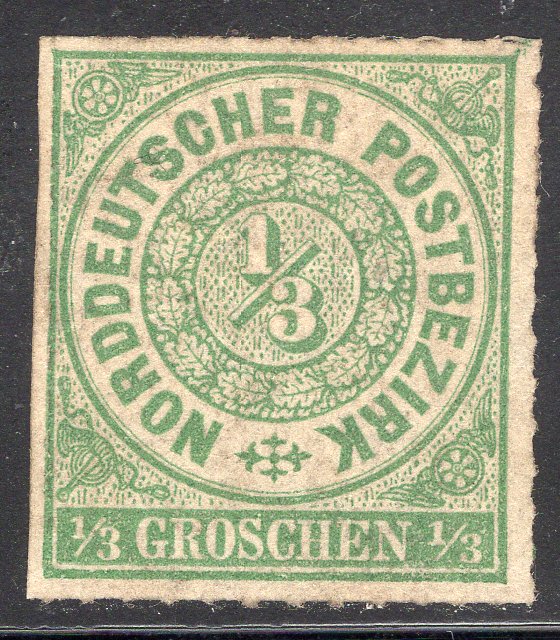 NORDDEUTSCHER POSTBEZIRK
1/3
1/3 GROSCHEN 1/3